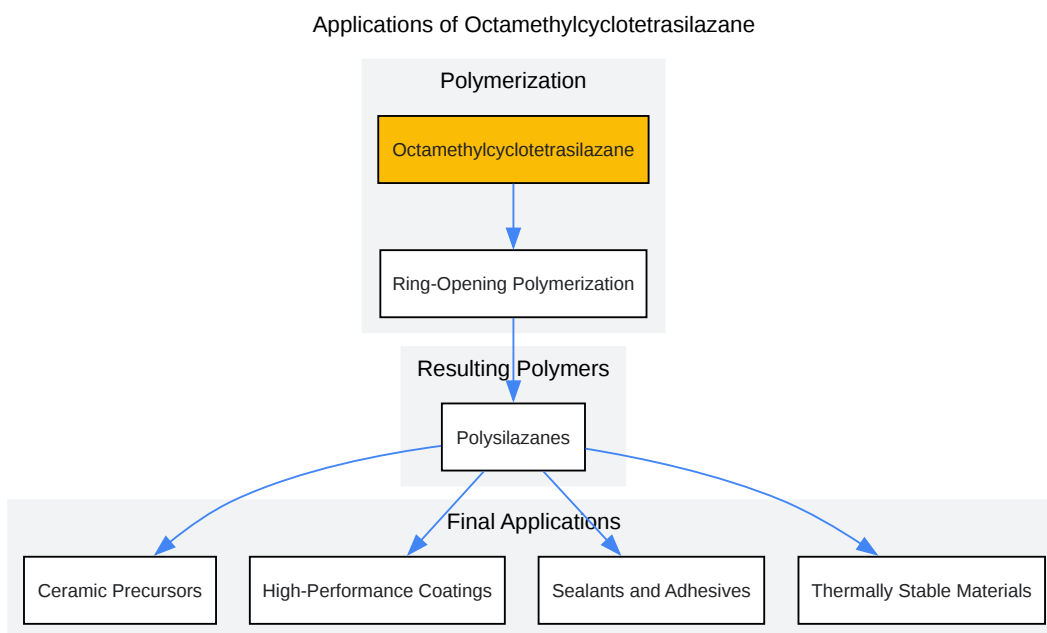 Applications of Octamethylcyclotetrasilazane
Polymerization
Octamethylcyclotetrasilazane
Ring-Opening Polymerization
Resulting Polymers
Polysilazanes
Final Applications
Ceramic Precursors
High-Performance Coatings
Sealants and Adhesives
Thermally Stable Materials